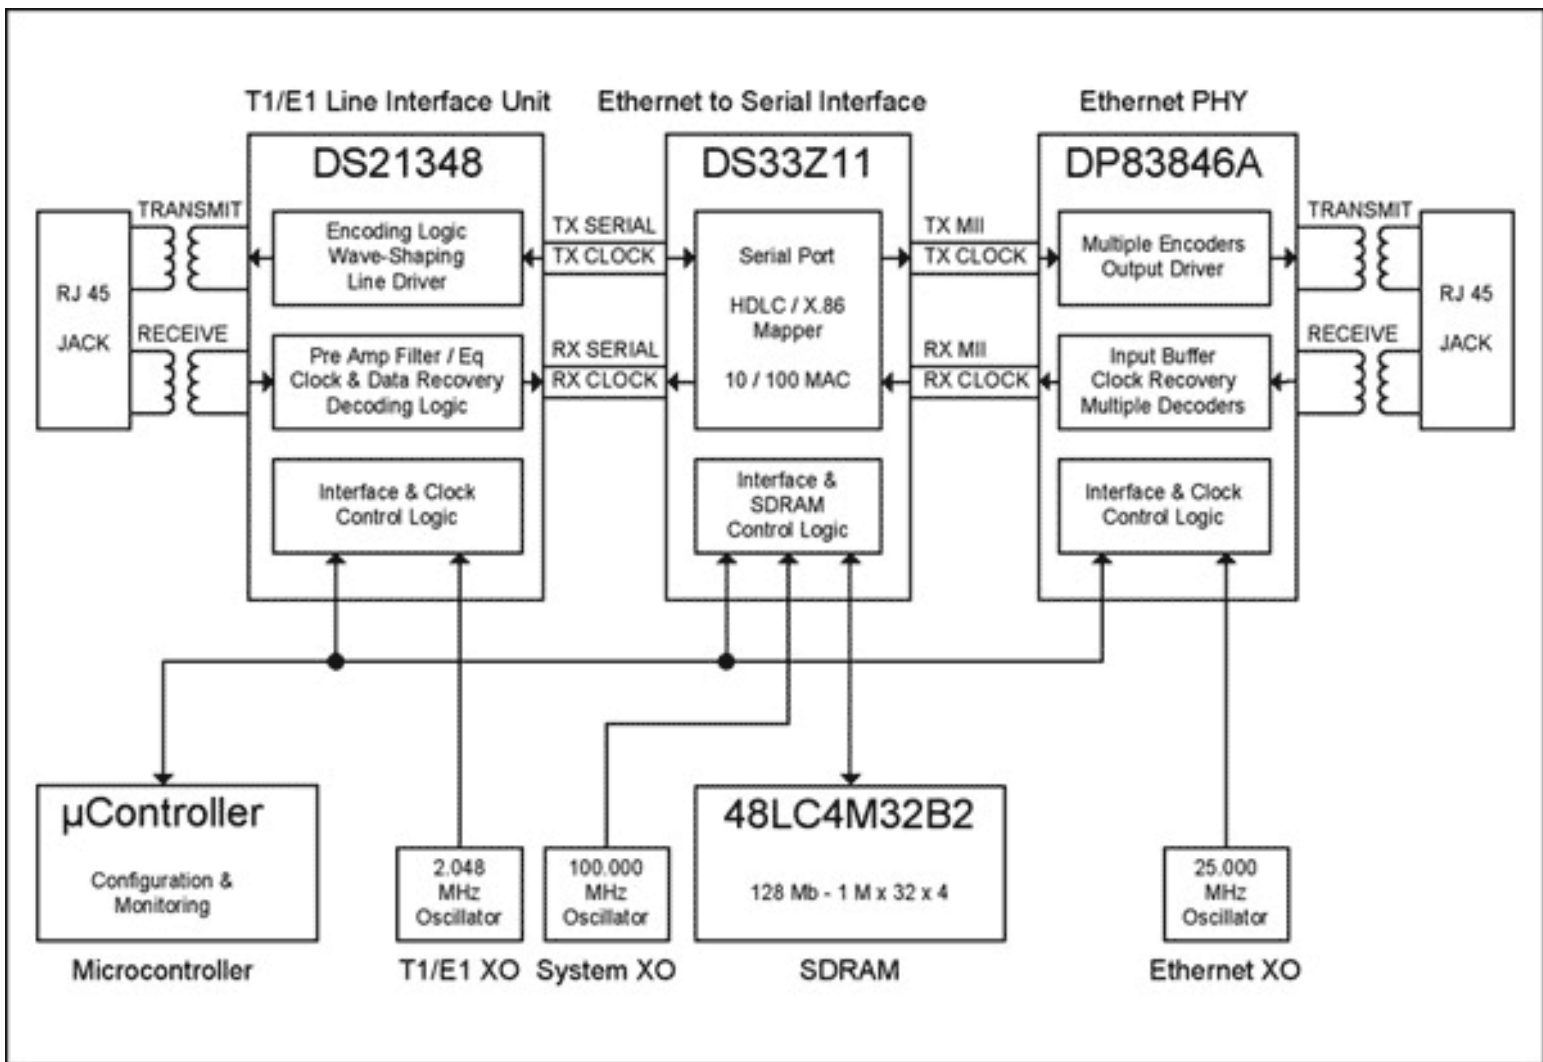 T1/E1 Line Interface Unit
Ethernet to Serial Interface
Ethernet PHY
DS21348
DS33Z11
DP83846A
RJ 45
JACK
TRANSMIT
RECEIVE
Encoding Logic
Wave-Shaping
Line Driver
Pre Amp Filter / Eq
Clock & Data Recovery
Decoding Logic
Interface & Clock
Control Logic
TX SERIAL
TX CLOCK
RX SERIAL
RX CLOCK
Serial Port
HDLC / X.86
Mapper
10 / 100 MAC
Interface &
SDRAM
Control Logic
TX MII
TX CLOCK
RX MII
RX CLOCK
Multiple Encoders
Output Driver
Input Buffer
Clock Recovery
Multiple Decoders
Interface & Clock
Control Logic
TRANSMIT
RECEIVE
RJ 45
JACK
µController
Configuration &
Monitoring
Microcontroller
2.048
MHz
Oscillator
T1/E1 XO
100.000
MHz
Oscillator
System XO
48LC4M32B2
128 Mb - 1 M x 32 x 4
SDRAM
25.000
MHz
Oscillator
Ethernet XO